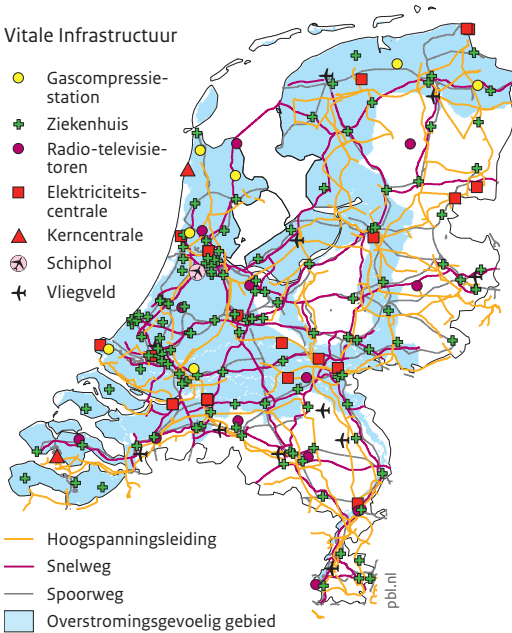 Vitale Infrastructuur
Gascompressie-
station
Ziekenhuis
Radio-televisie-
toren
Elektriciteits-
centrale
Kerncentrale
Schiphol
Vliegveld
Hoogspanningsleiding
Snelweg
Spoorweg
Overstromingsgevoelig gebied
pbl.nl